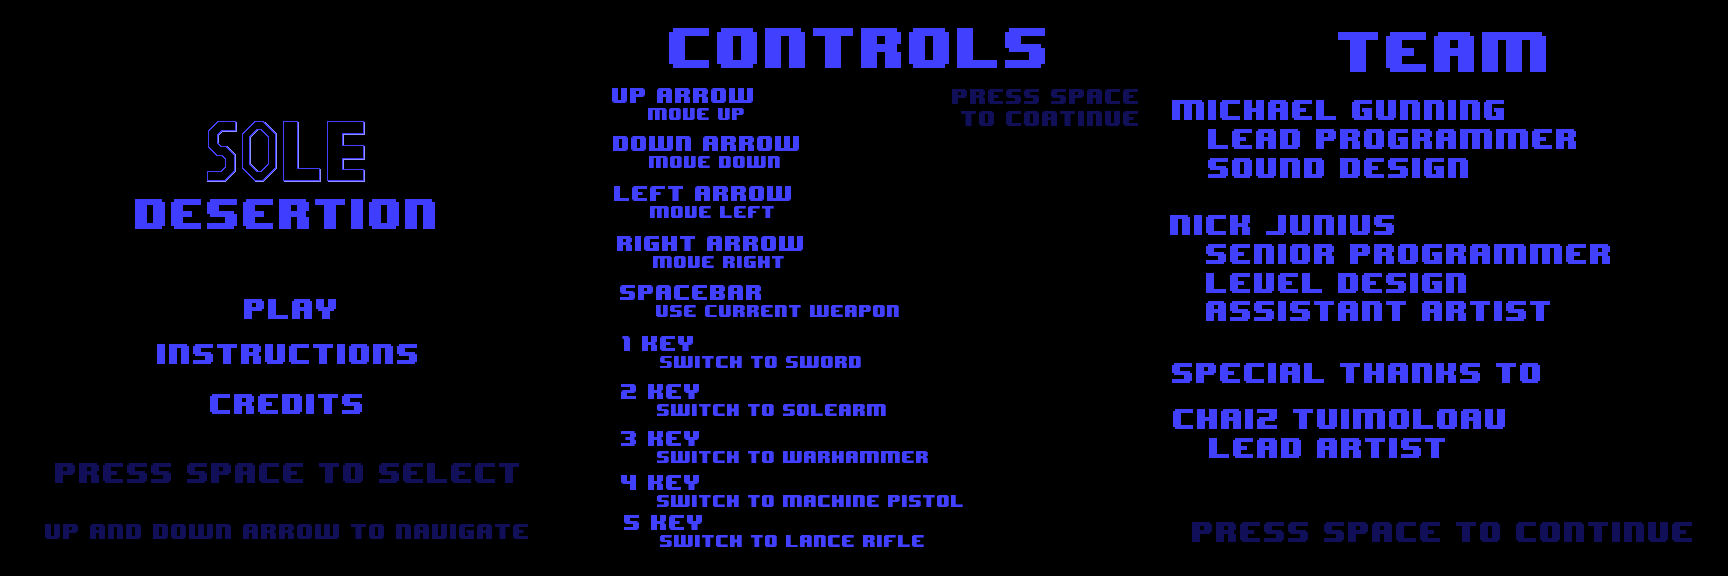 SOLE
DESERTION
PLAY
INSTRUCTIONS
CREDITS
PRESS SPACE TO SELECT
UP AND DOWN ARROW TO NAVIGATE
CONTROLS
PRESS SPACE
TO COATINUE
UP ARROW
MOVE UP
DOWN ARROW
MOVE DOWN
LEFT ARROW
MOVE LEFT
RIGHT ARROW
MOVE RIGHT
SPACEBAR
USE CURRENT WEAPON
1 KEY
SWITCH TO SWORD
2 KEY
SWITCH TO SOLEARM
3 KEY
SWITCH TO WARHAMMER
4 KEY
SWITCH TO MACHINE PISTOL
5 KEY
SWITCH TO LANCE RIFLE
TEAM
MICHAEL GUNNING
LEAD PROGRAMMER
SOUND DESIGN
NICK JUNIUS
SENIOR PROGRAMMER
LEVEL DESIGN
ASSISTANT ARTIST
SPECIAL THANKS TO
CHAIZ TUIMOLOAU
LEAD ARTIST
PRESS SPACE TO CONTINUE